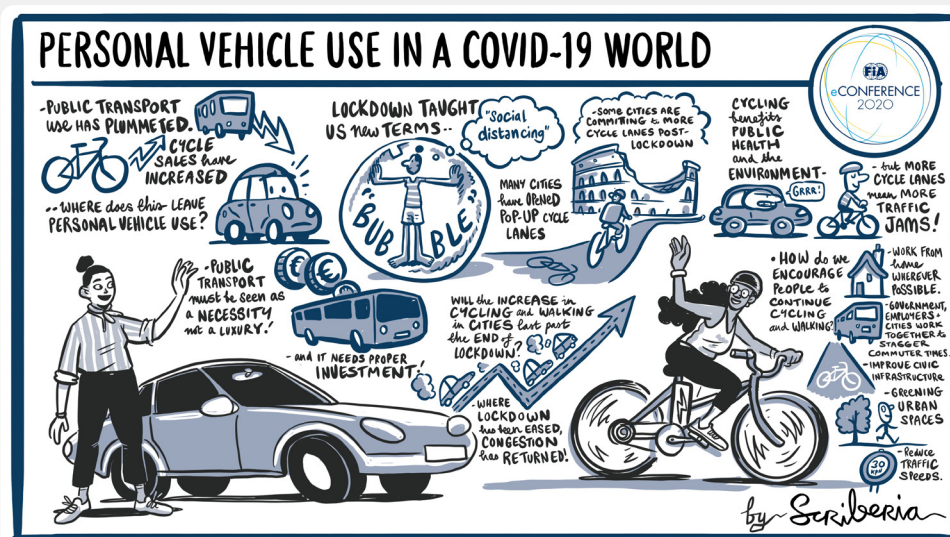 PERSONAL VEHICLE USE IN A COVID-19 WORLD
FiA
eCONFERENCE
2020
-PUBLIC TRANSPORT
use HAS PLUMMETED.
CYCLE
SALES have
INCREASED
..WHERE does this LEAVE
PERSONAL VEHICLE USE?
LOCKDOWN TAUGHT
US new TERMS..
"Social
distancing"
"BUBBLE"
-SOME CITIES ARE
COMMITTING to MORE
CYCLE LANES POST-
LOCKDOWN
MANY CITIES
have OPENED
POP-UP CYCLE
LANES
CYCLING
benefits
PUBLIC
HEALTH
and the
ENVIRONMENT-
GRRR!
- but MORE
CYCLE LANES
mean MORE
TRAFFIC
JAMS!
-PUBLIC
TRANSPORT
must be SEEN as
a NECESSITY
not a LUXURY.!
- and IT NEEDS PROPER
INVESTMENT!
WILL the INCREASE in
CYCLING and WALKING
in CITIES last past
the END of
LOCKDOWN?
-WHERE
LOCKDOWN
has been EASED,
CONGESTION
has RETURNED!
•HOW do we
ENCOURAGE
PEOPLE to
CONTINUE
CYCLING
and WALKING?
-WORK FROM
home
WHEREVER
POSSIBLE.
-GOVERNMENT,
EMPLOYERS +
CITIES WORK
TOGETHER to
STAGGER
COMMUTER TIMES.
-IMPROVE CIVIC
INFRASTRUCTURE
-GREENING
URBAN
SPACES
-Reduce
TRAFFIC
SPEEDS.
30
KPH
by Scriberia